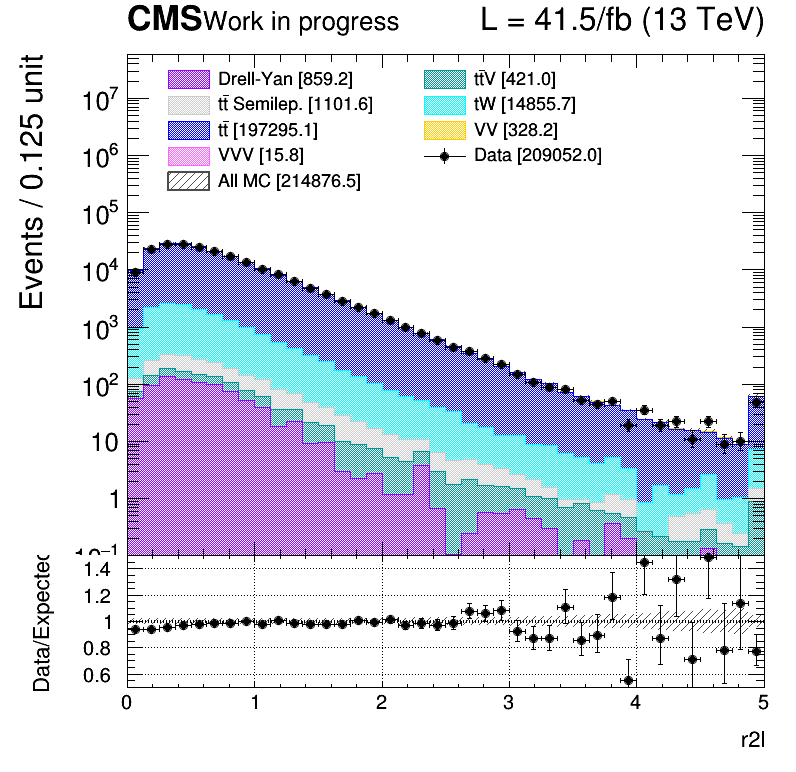 CMS Work in progress L = 41.5/fb (13 TeV)
Events / 0.125 unit
Drell-Yan [859.2]
tt̄V [421.0]
tt̄ Semilep. [1101.6]
tW [14855.7]
tt̄ [197295.1]
VV [328.2]
VVV [15.8]
Data [209052.0]
All MC [214876.5]
10⁷
10⁶
10⁵
10⁴
10³
10²
10
1
10⁻¹
Data/Expected
1.4
1.2
1
0.8
0.6
0 1 2 3 4 5
r2l